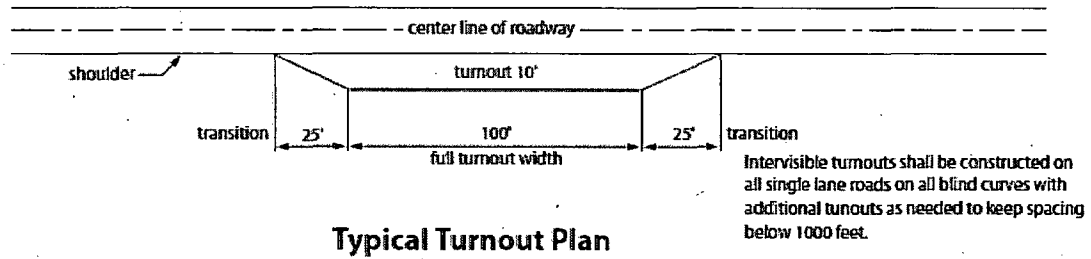 center line of roadway
shoulder
turnout 10'
transition 25' 100' 25' transition
full turnout width
Intervisible turnouts shall be constructed on
all single lane roads on all blind curves with
additional tunouts as needed to keep spacing
below 1000 feet.
Typical Turnout Plan